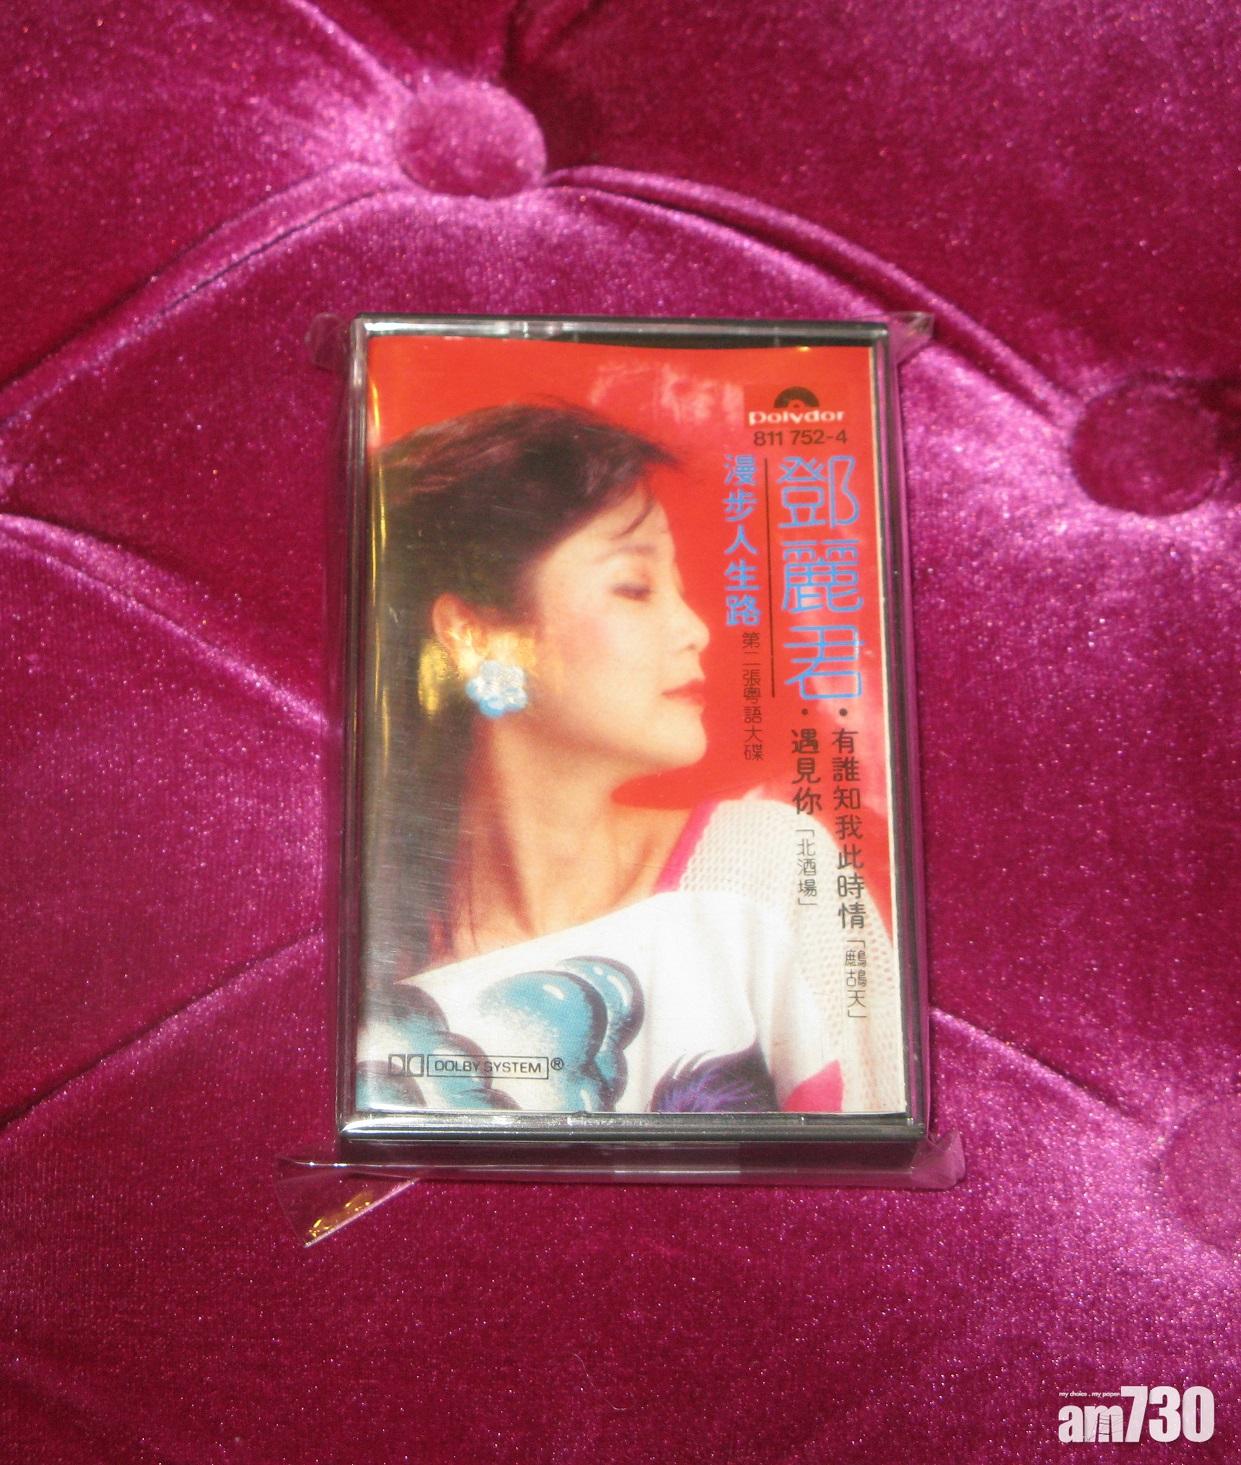 Polydor
811 752-4
鄧麗君
漫步人生路
第二張粵語大碟
•有誰知我此時情「鷓鴣天」
•遇見你「北酒場」
DOLBY SYSTEM®
my choice . my paper
am730